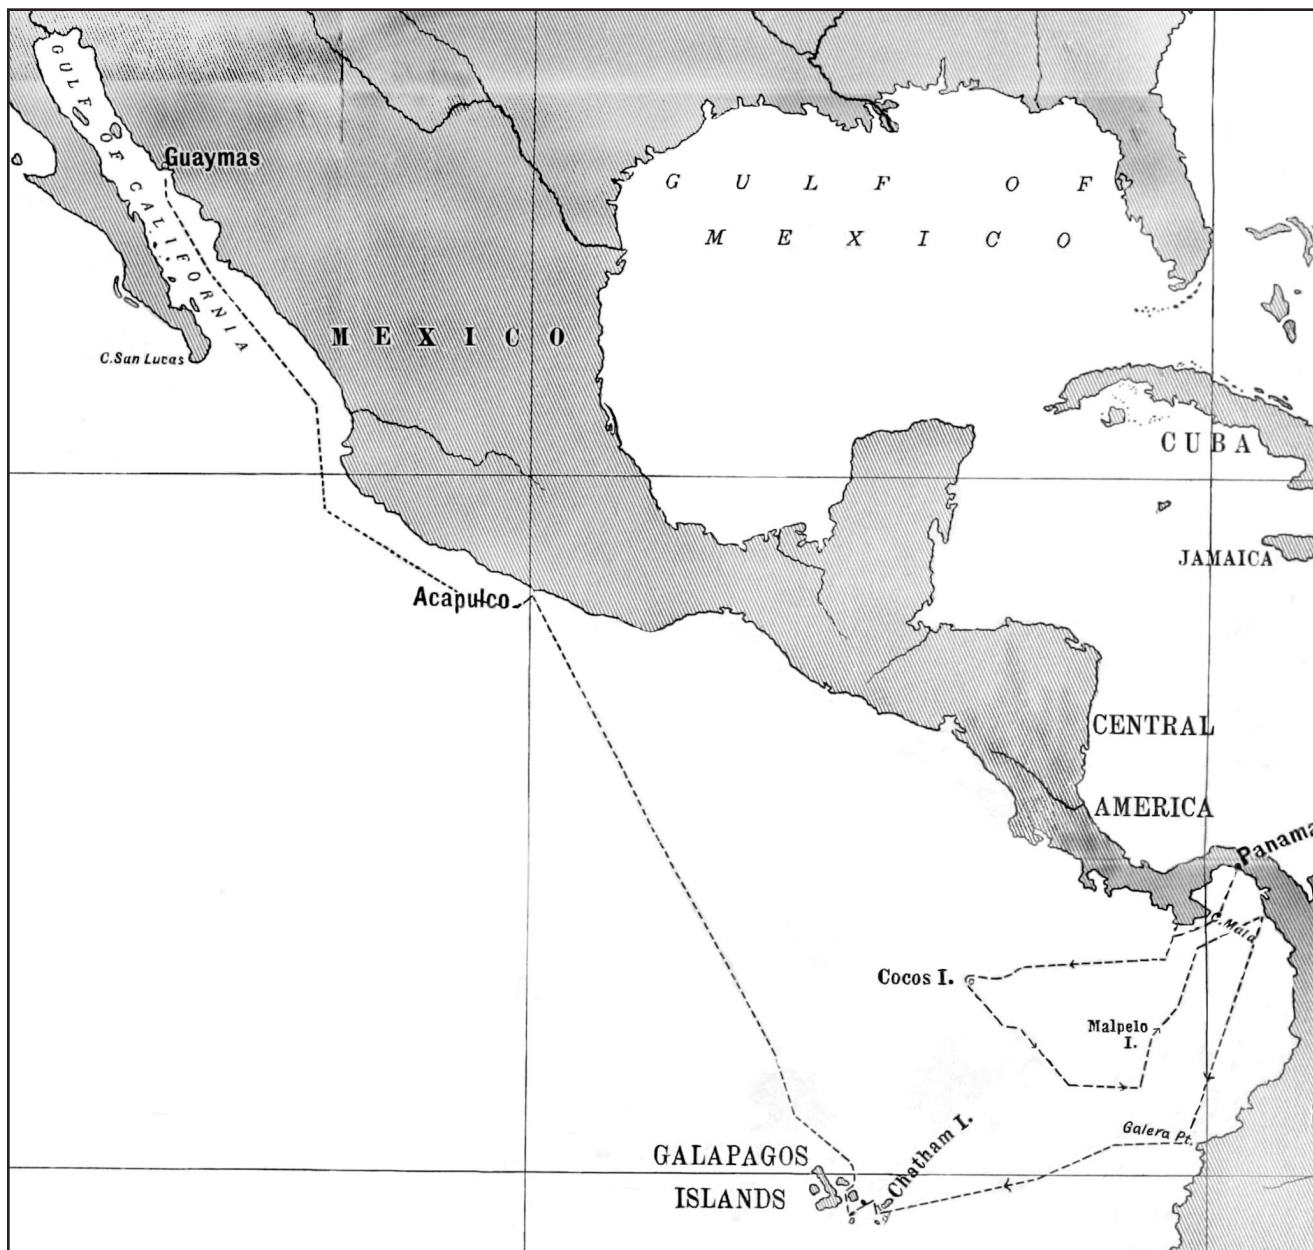 GULF OF CALIFORNIA
Guaymas
GULF OF
MEXICO
MEXICO
C. San Lucas
CUBA
JAMAICA
Acapulco
CENTRAL
AMERICA
Panama
C. Mala
Cocos I.
Malpelo
I.
Galera Pt.
Chatham I.
GALAPAGOS
ISLANDS